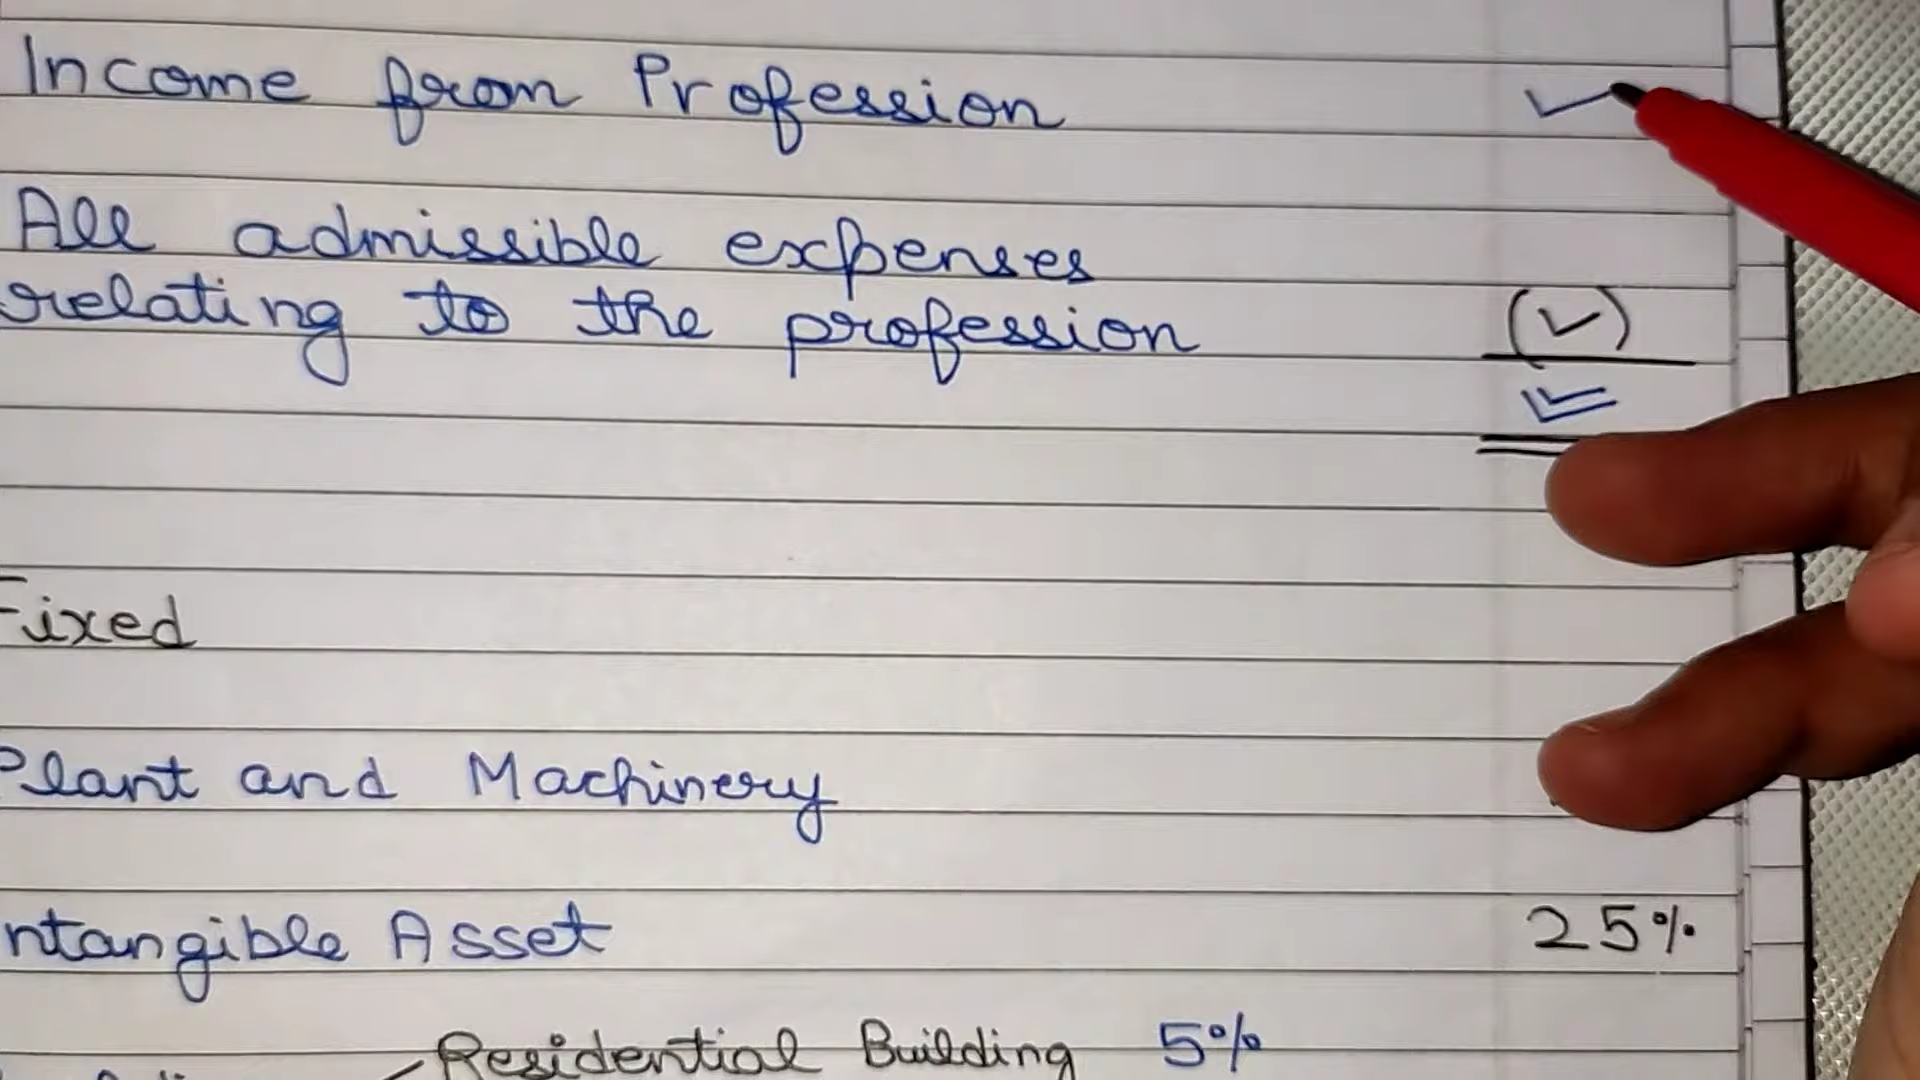 Income from Profession
All admissible expenses
relating to the profession
Fixed
Plant and Machinery
ntangible Asset 25%
Residential Building 5%